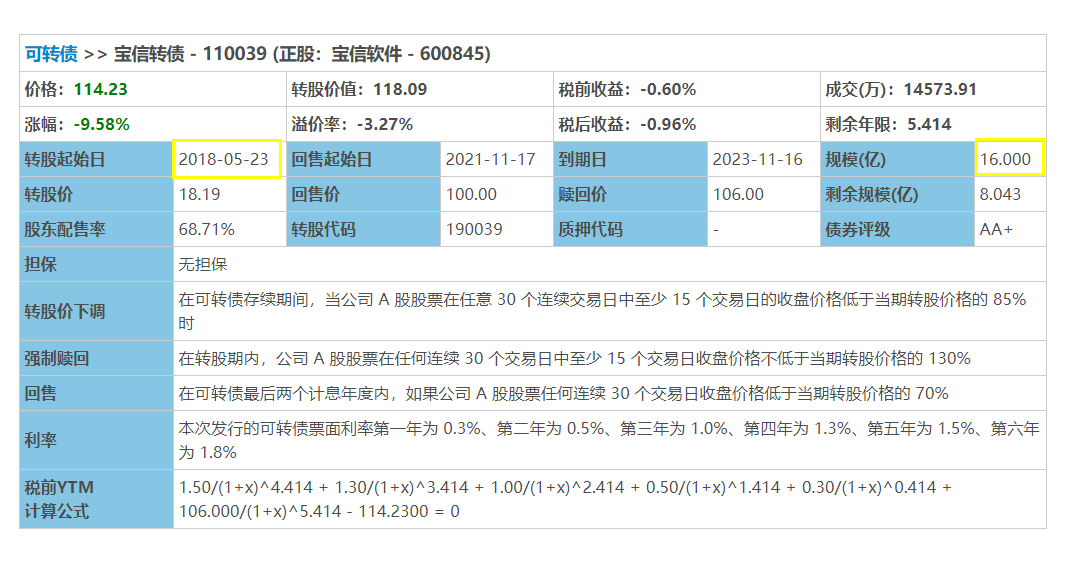 可转债 >> 宝信转债 - 110039 (正股：宝信软件 - 600845)
价格：114.23 转股价值：118.09 税前收益：-0.60% 成交(万)：14573.91
涨幅：-9.58% 溢价率：-3.27% 税后收益：-0.96% 剩余年限：5.414
转股起始日 2018-05-23 回售起始日 2021-11-17 到期日 2023-11-16 规模(亿) 16.000
转股价 18.19 回售价 100.00 赎回价 106.00 剩余规模(亿) 8.043
股东配售率 68.71% 转股代码 190039 质押代码 - 债券评级 AA+
担保 无担保
转股价下调 在可转债存续期间，当公司 A 股股票在任意 30 个连续交易日中至少 15 个交易日的收盘价格低于当期转股价格的 85%
时
强制赎回 在转股期内，公司 A 股股票在任何连续 30 个交易日中至少 15 个交易日收盘价格不低于当期转股价格的 130%
回售 在可转债最后两个计息年度内，如果公司 A 股股票任何连续 30 个交易日收盘价格低于当期转股价格的 70%
利率 本次发行的可转债票面利率第一年为 0.3%、第二年为 0.5%、第三年为 1.0%、第四年为 1.3%、第五年为 1.5%、第六年
为 1.8%
税前YTM 1.50/(1+x)^4.414 + 1.30/(1+x)^3.414 + 1.00/(1+x)^2.414 + 0.50/(1+x)^1.414 + 0.30/(1+x)^0.414 +
计算公式 106.000/(1+x)^5.414 - 114.2300 = 0